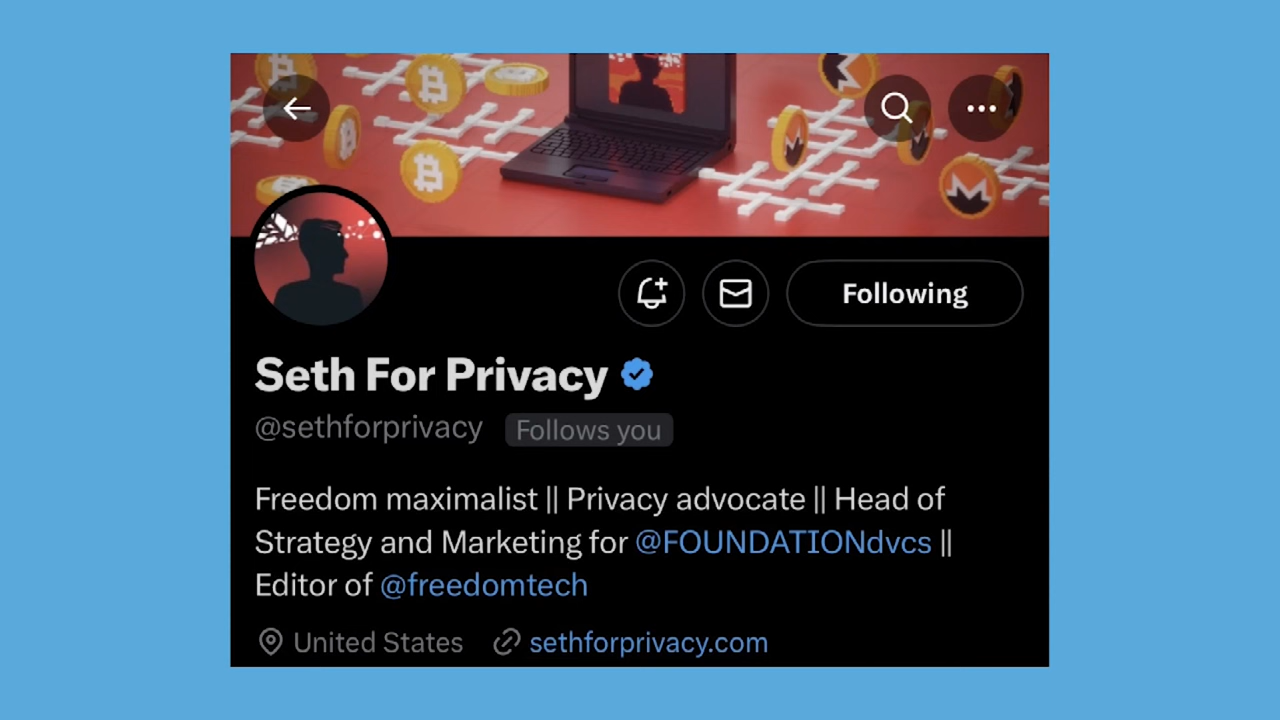 Following
Seth For Privacy
@sethforprivacy Follows you
Freedom maximalist || Privacy advocate || Head of
Strategy and Marketing for @FOUNDATIONdvcs ||
Editor of @freedomtech
United States sethforprivacy.com